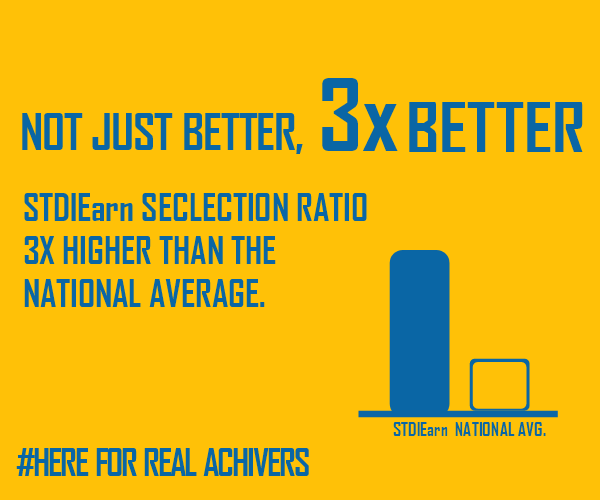 NOT JUST BETTER, 3x BETTER
STDIEarn SECLECTION RATIO
3X HIGHER THAN THE
NATIONAL AVERAGE.
STDIEarn NATIONAL AVG.
#HERE FOR REAL ACHIVERS